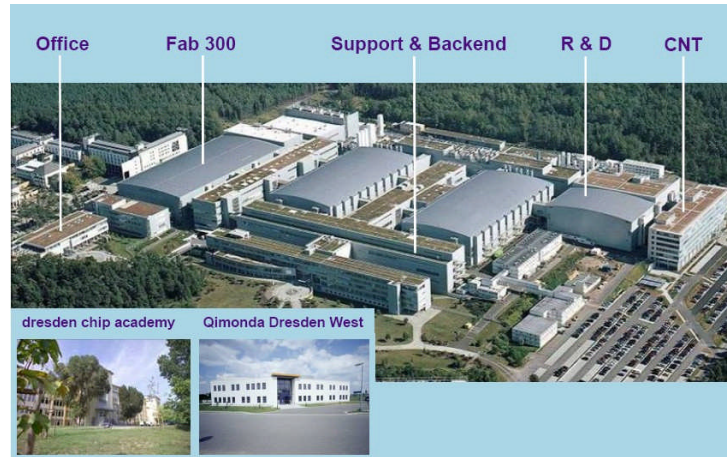 Office
Fab 300
Support & Backend
R & D
CNT
dresden chip academy
Qimonda Dresden West